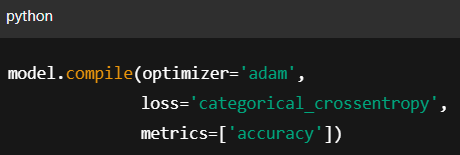 python
model.compile(optimizer='adam',
              loss='categorical_crossentropy',
              metrics=['accuracy'])